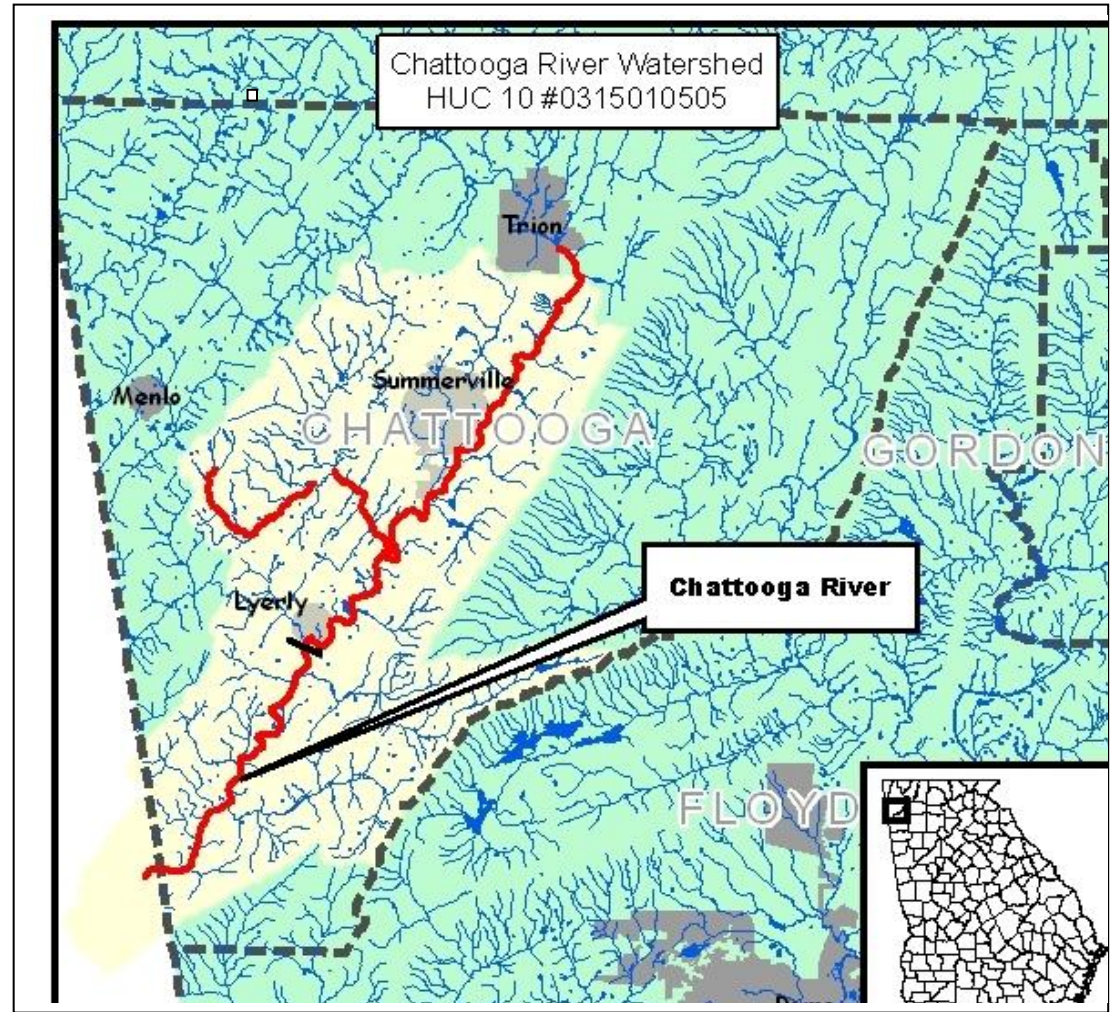 Chattooga River Watershed
HUC 10 #0315010505
Trion
Menlo
Summerville
CHATTOOGA
GORDON
Chattooga River
Lyerly
FLOYD